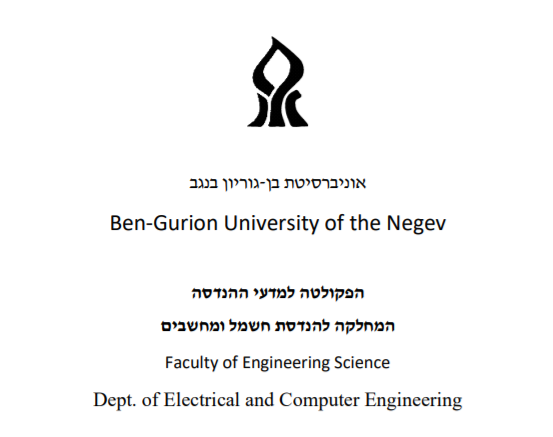 אוניברסיטת בן-גוריון בנגב
Ben-Gurion University of the Negev
הפקולטה למדעי ההנדסה
המחלקה להנדסת חשמל ומחשבים
Faculty of Engineering Science
Dept. of Electrical and Computer Engineering